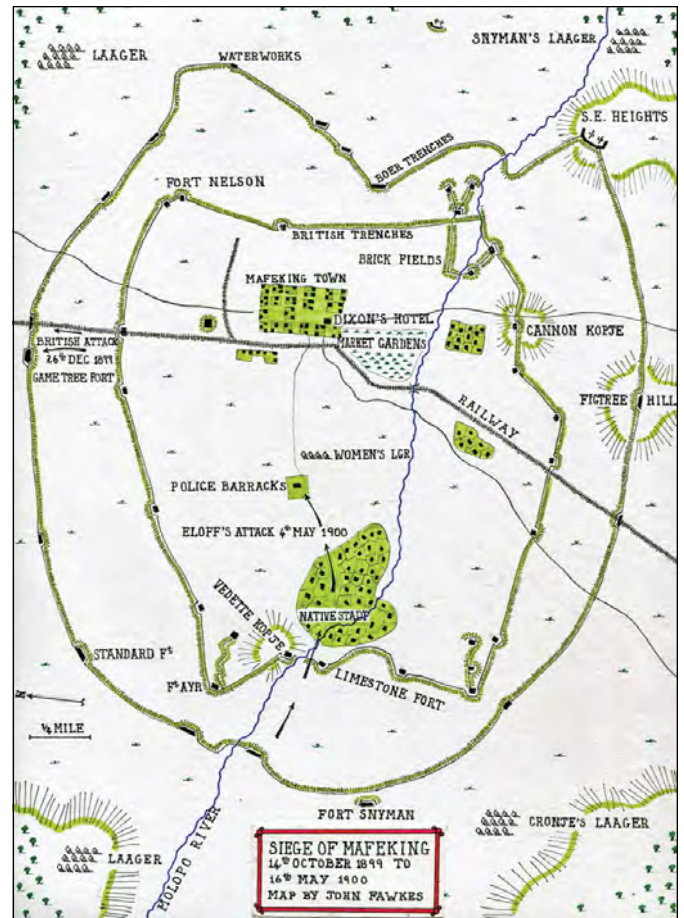 LAAGER
WATERWORKS
SNYMAN'S LAAGER
S.E. HEIGHTS
BOER TRENCHES
FORT NELSON
BRITISH TRENCHES
BRICK FIELDS
MAFEKING TOWN
DIXON'S HOTEL
MARKET GARDENS
CANNON KOPJE
BRITISH ATTACK
26th DEC 1899
GAME TREE FORT
FIGTREE HILL
RAILWAY
WOMEN'S LGR
POLICE BARRACKS
ELOFF'S ATTACK 4th MAY 1900
VEDETTE KOPJE
NATIVE STADT
STANDARD Ft
Ft AYR
LIMESTONE FORT
N
1/4 MILE
FORT SNYMAN
CRONJE'S LAAGER
LAAGER
MOLOPO RIVER
SIEGE OF MAFEKING
14th OCTOBER 1899 TO
16th MAY 1900
MAP BY JOHN FAWKES